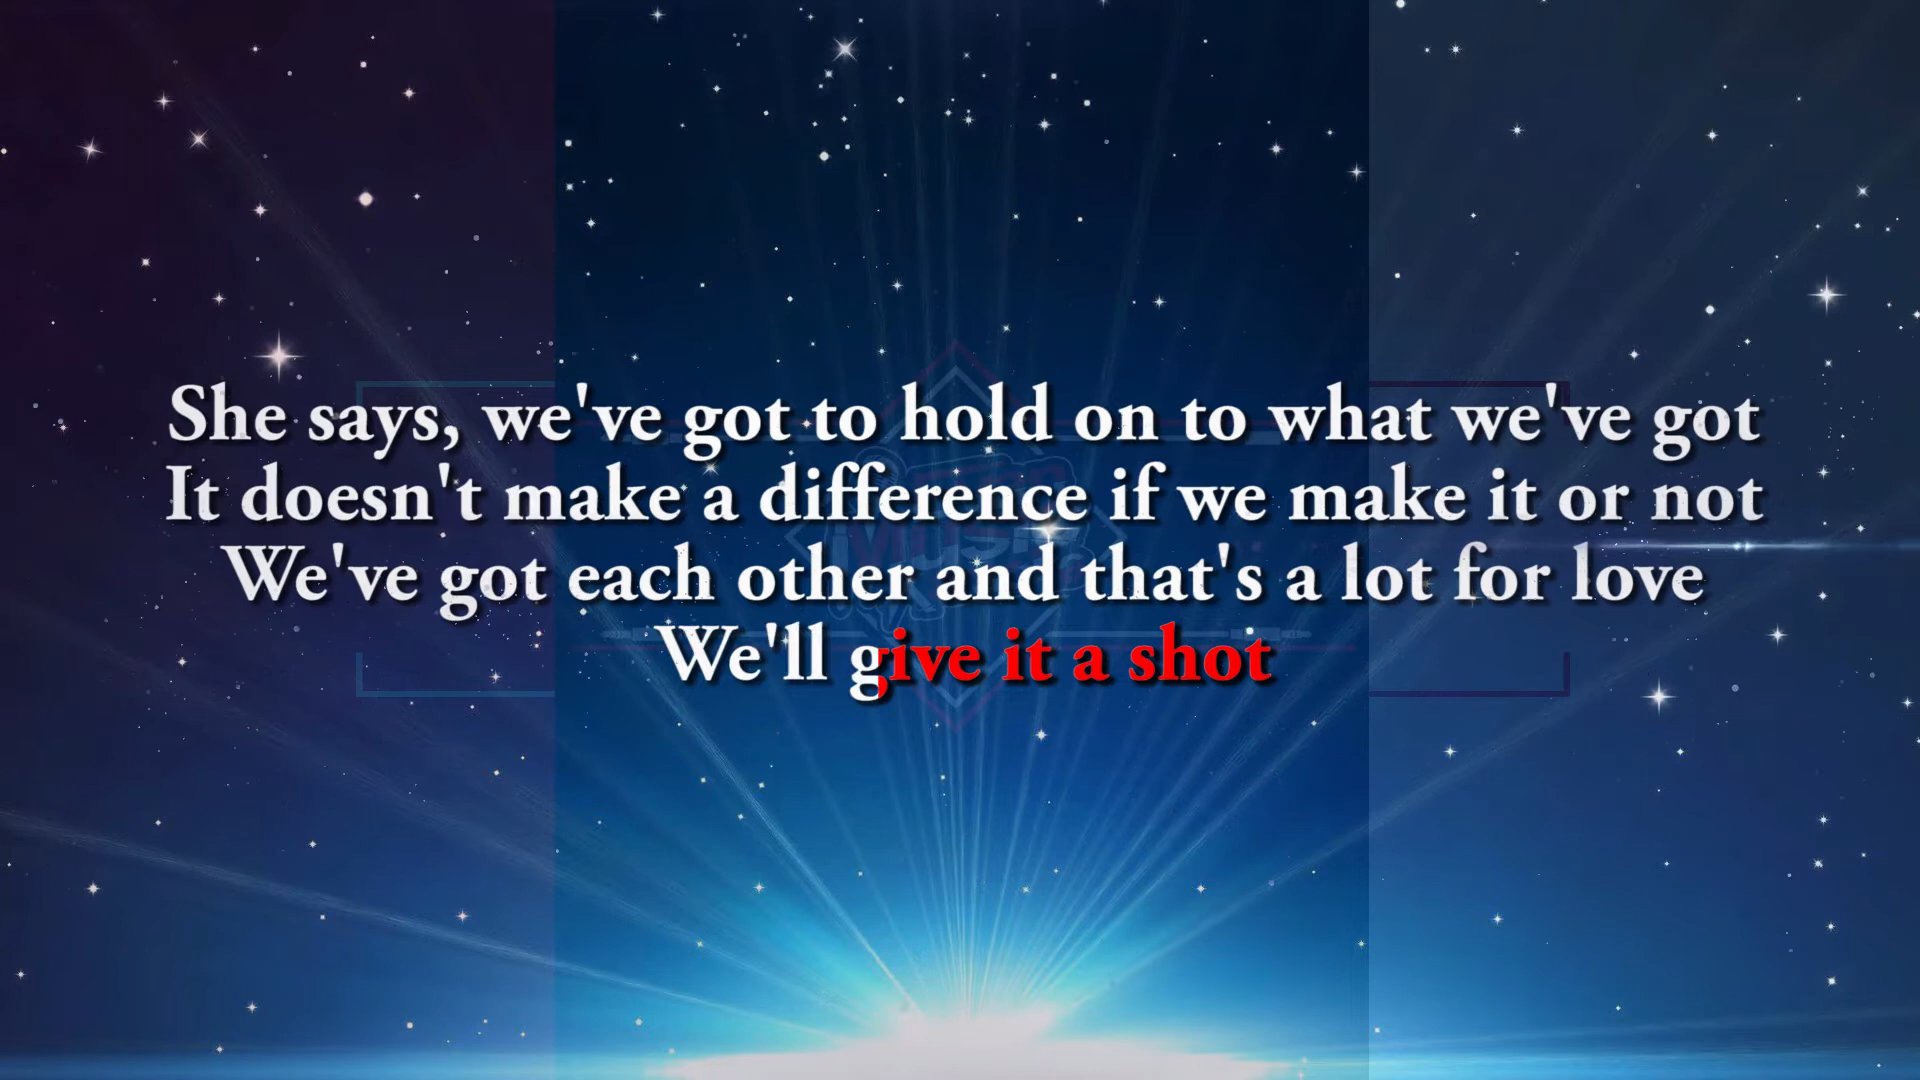 She says, we've got to hold on to what we've got
It doesn't make a difference if we make it or not
We've got each other and that's a lot for love
We'll give it a shot